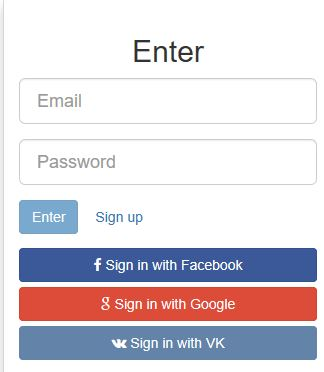 Enter
Email
Password
Enter Sign up
Sign in with Facebook
Sign in with Google
Sign in with VK